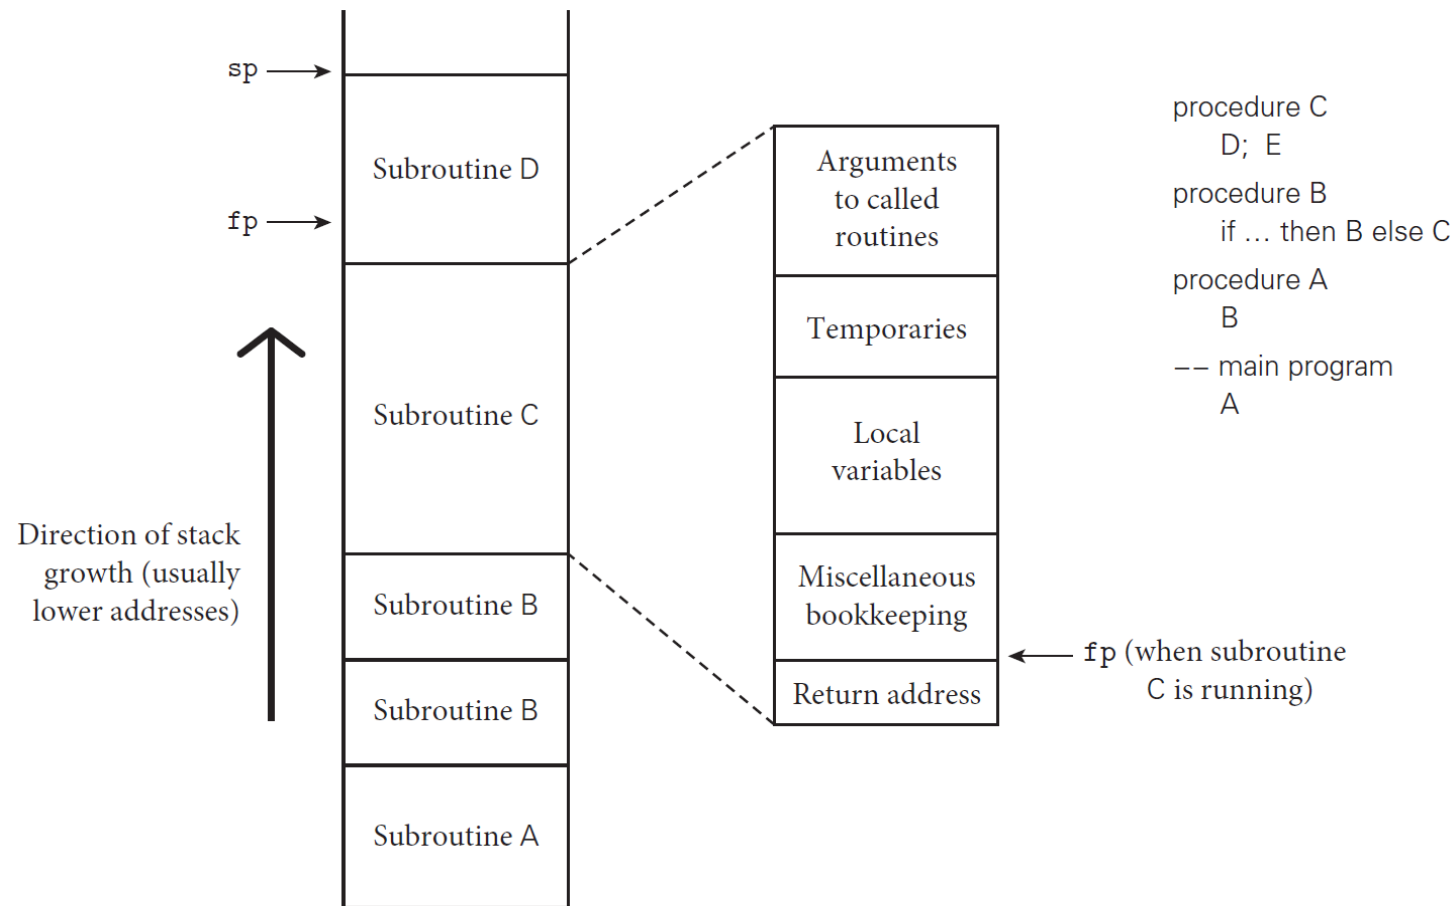 sp
Subroutine D
fp
Subroutine C
Direction of stack
growth (usually
lower addresses)
Subroutine B
Subroutine B
Subroutine A
Arguments
to called
routines
Temporaries
Local
variables
Miscellaneous
bookkeeping
Return address
fp (when subroutine
C is running)
procedure C
D; E
procedure B
if ... then B else C
procedure A
B
-- main program
A